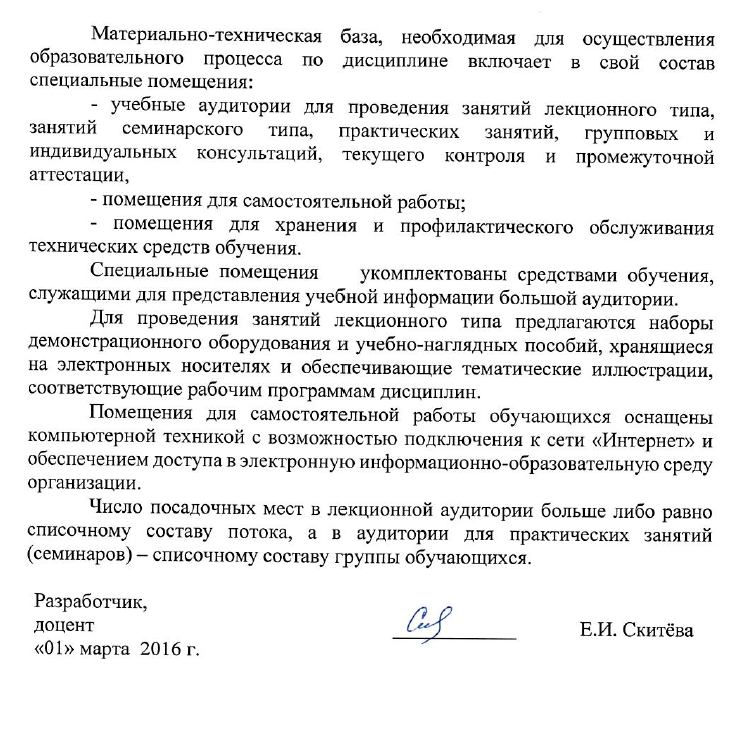 Материально-техническая база, необходимая для осуществления
образовательного процесса по дисциплине включает в свой состав
специальные помещения:
- учебные аудитории для проведения занятий лекционного типа,
занятий семинарского типа, практических занятий, групповых и
индивидуальных консультаций, текущего контроля и промежуточной
аттестации,
- помещения для самостоятельной работы;
- помещения для хранения и профилактического обслуживания
технических средств обучения.
Специальные помещения укомплектованы средствами обучения,
служащими для представления учебной информации большой аудитории.
Для проведения занятий лекционного типа предлагаются наборы
демонстрационного оборудования и учебно-наглядных пособий, хранящиеся
на электронных носителях и обеспечивающие тематические иллюстрации,
соответствующие рабочим программам дисциплин.
Помещения для самостоятельной работы обучающихся оснащены
компьютерной техникой с возможностью подключения к сети «Интернет» и
обеспечением доступа в электронную информационно-образовательную среду
организации.
Число посадочных мест в лекционной аудитории больше либо равно
списочному составу потока, а в аудитории для практических занятий
(семинаров) – списочному составу группы обучающихся.
Разработчик,
доцент Е.И. Скитёва
«01» марта 2016 г.